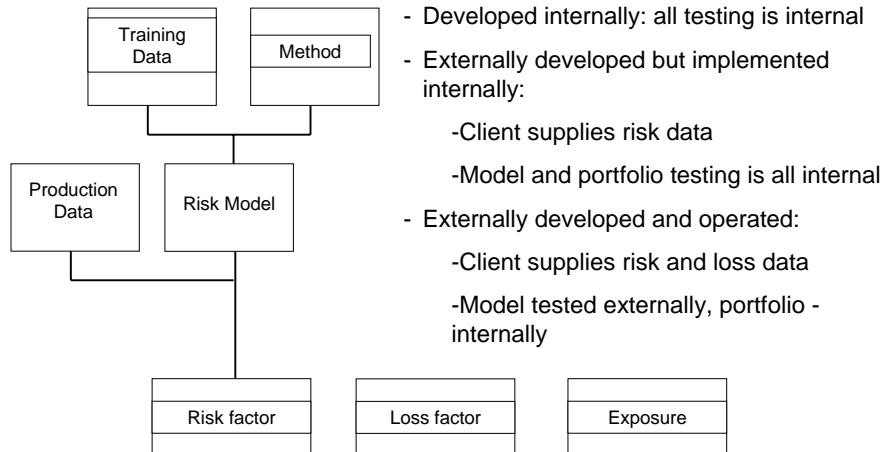 Training
Data
Method
Production
Data
Risk Model
- Developed internally: all testing is internal
- Externally developed but implemented
internally:
-Client supplies risk data
-Model and portfolio testing is all internal
- Externally developed and operated:
-Client supplies risk and loss data
-Model tested externally, portfolio -
internally
Risk factor
Loss factor
Exposure